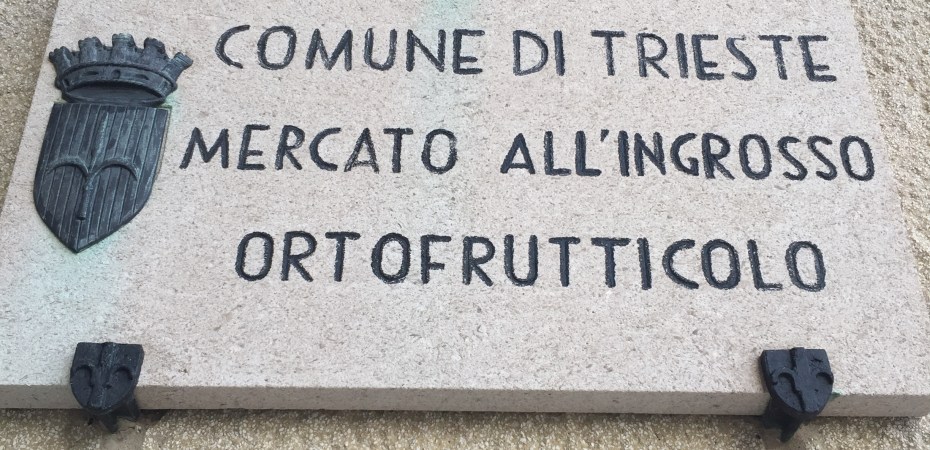 COMUNE DI TRIESTE
MERCATO ALL'INGROSSO
ORTOFRUTTICOLO